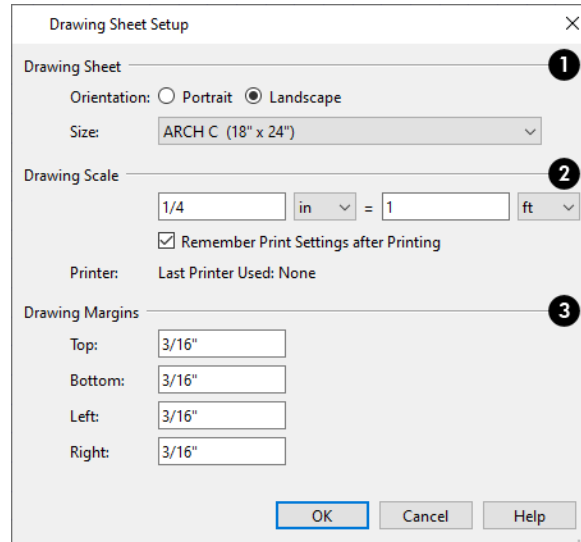 Drawing Sheet Setup
Drawing Sheet 1
Orientation: Portrait Landscape
Size: ARCH C (18" x 24")
Drawing Scale 2
1/4 in = 1 ft
Remember Print Settings after Printing
Printer: Last Printer Used: None
Drawing Margins 3
Top: 3/16"
Bottom: 3/16"
Left: 3/16"
Right: 3/16"
OK Cancel Help